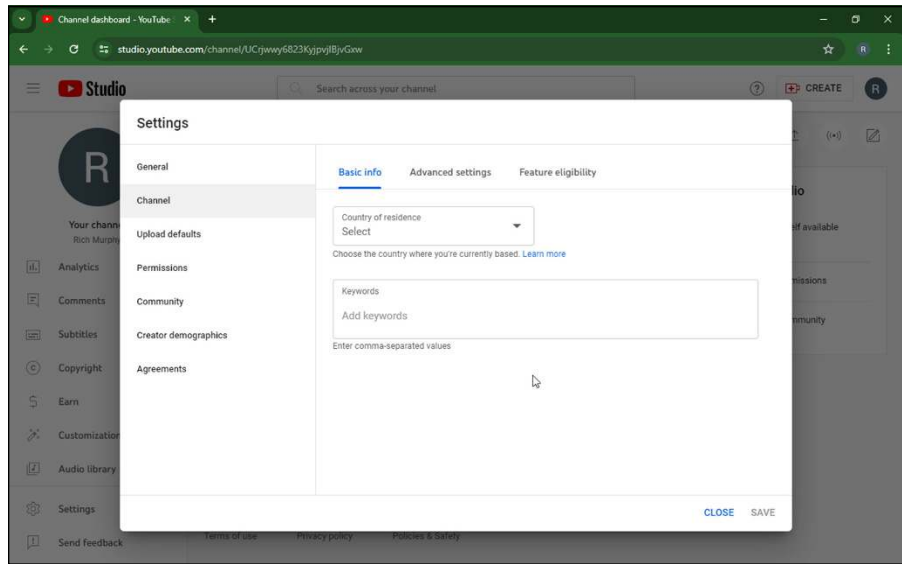 Channel dashboard - YouTube S
studio.youtube.com/channel/UCrjwwy6823KyjpvjlBjvGxw
R
Studio
Search across your channel
CREATE
R
Settings
General
Channel
Upload defaults
Permissions
Community
Creator demographics
Agreements
Basic info Advanced settings Feature eligibility
Country of residence
Select
Choose the country where you're currently based. Learn more
Keywords
Add keywords
Enter comma-separated values
CLOSE SAVE
R
Your chann
Rich Murphy
Analytics
Comments
Subtitles
Copyright
Earn
Customization
Audio library
Settings
Send feedback
Terms of use Privacy policy Policies & Safety
lio
elf available
missions
mmunity